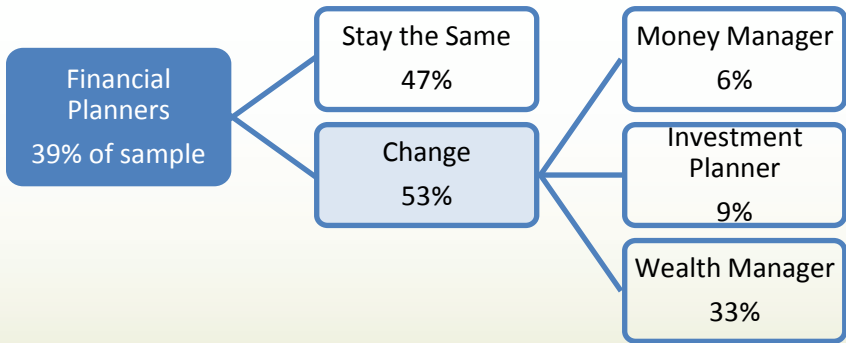 Financial
Planners
39% of sample
Stay the Same
47%
Change
53%
Money Manager
6%
Investment
Planner
9%
Wealth Manager
33%